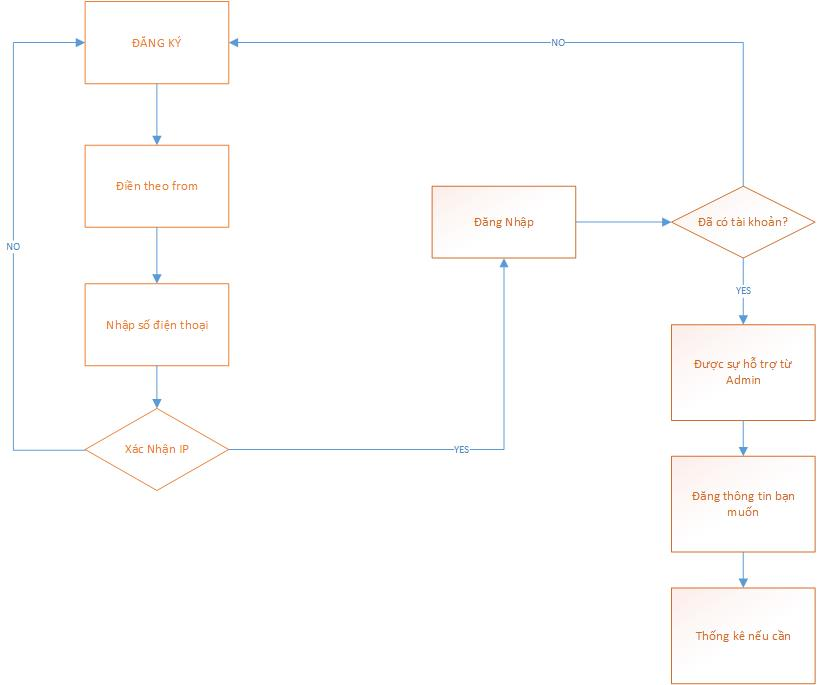 ĐĂNG KÝ
NO
Điền theo from
Đăng Nhập
Đã có tài khoản?
NO
YES
Nhập số điện thoại
Được sự hỗ trợ từ
Admin
Xác Nhận IP
YES
Đăng thông tin bạn
muốn
Thống kê nếu cần